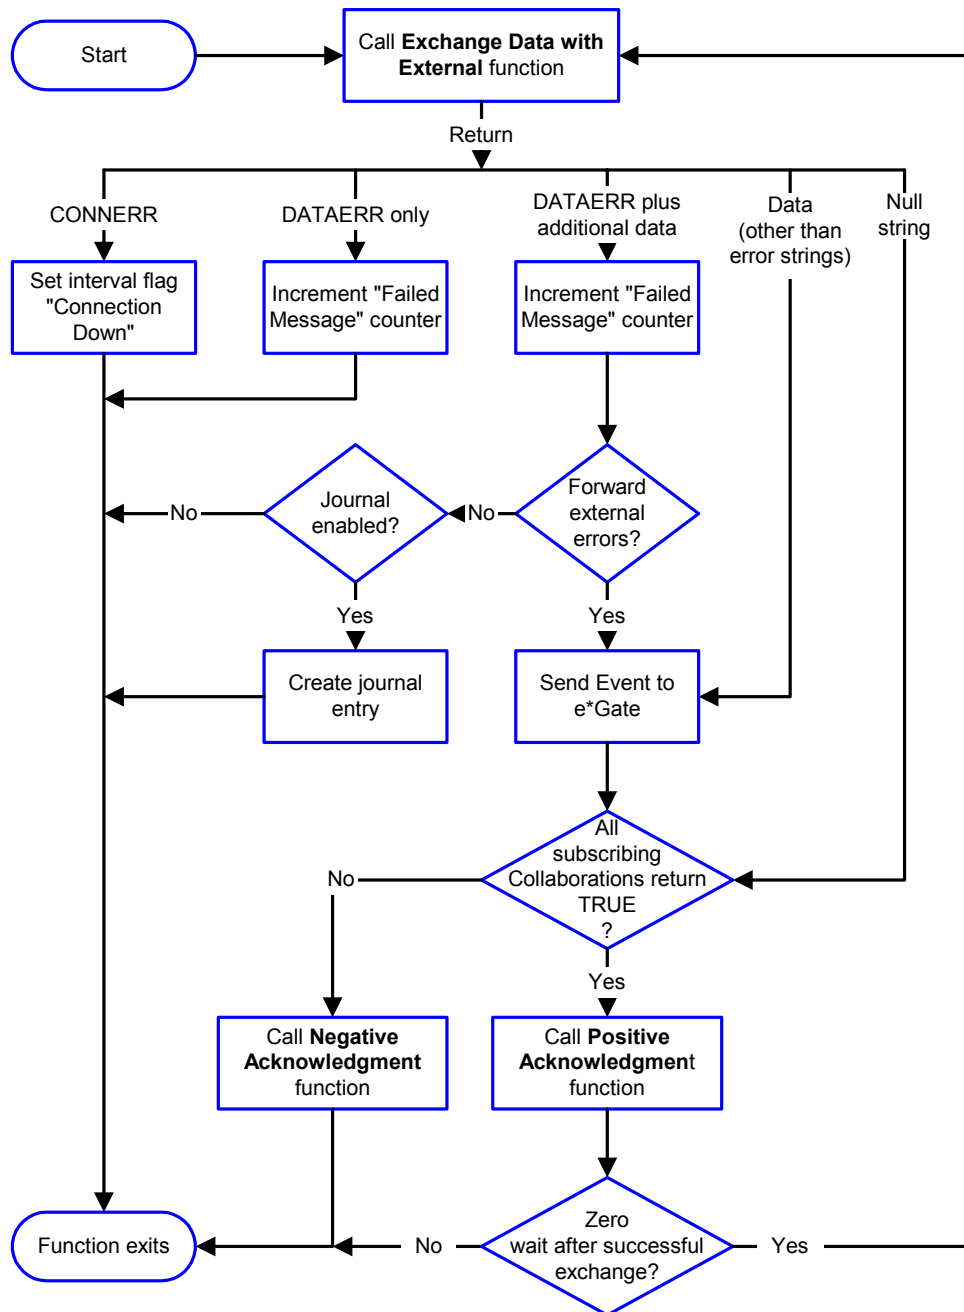 Start
Call Exchange Data with
External function
Return
CONNERR
DATAERR only
DATAERR plus
additional data
Data
(other than
error strings)
Null
string
Set interval flag
"Connection
Down"
Increment "Failed
Message" counter
Increment "Failed
Message" counter
No
Journal
enabled?
No
Forward
external
errors?
Yes
Yes
Create journal
entry
Send Event to
e*Gate
All
subscribing
Collaborations return
TRUE
?
No
Yes
Call Negative
Acknowledgment
function
Call Positive
Acknowledgment
function
Function exits
No
Zero
wait after successful
exchange?
Yes